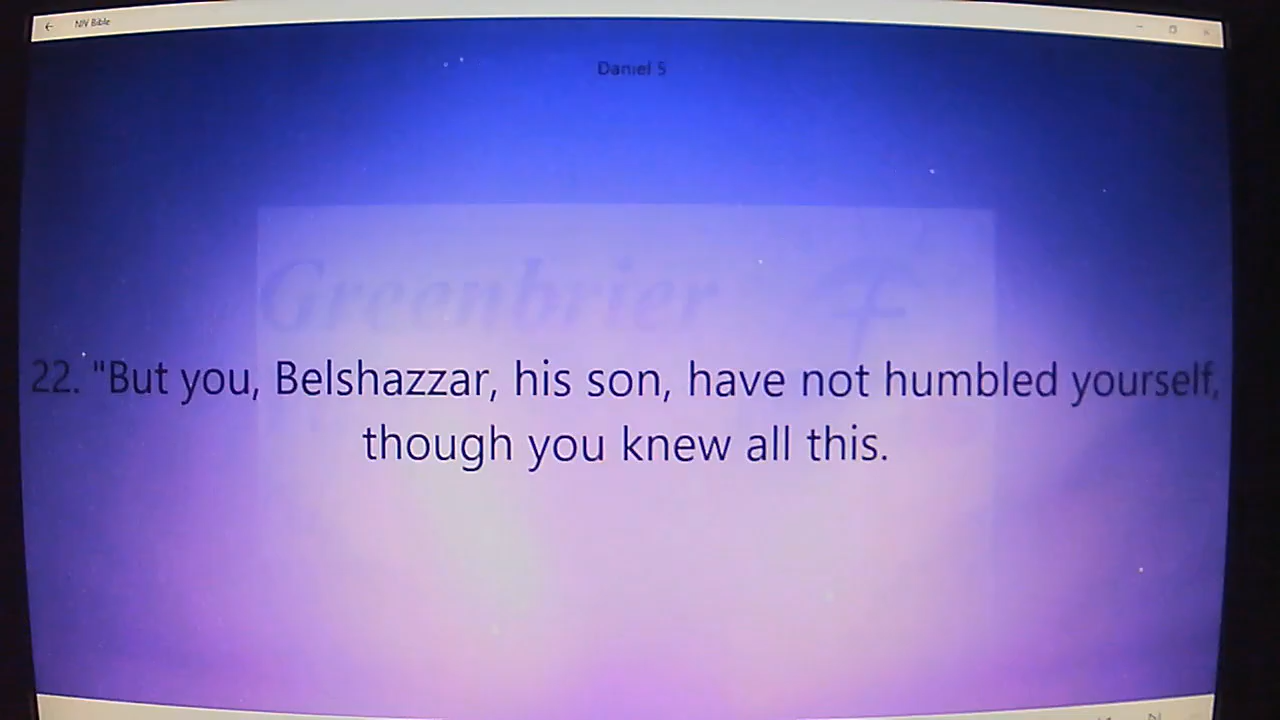 NIV Bible
Daniel 5
Greenbrier
22. "But you, Belshazzar, his son, have not humbled yourself,
though you knew all this.